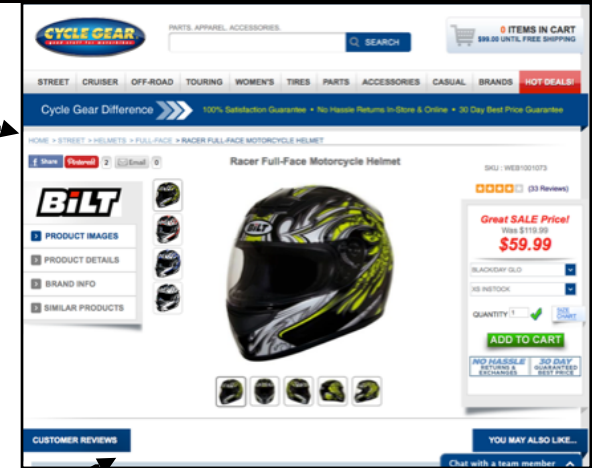 CYCLE GEAR
good stuff for motorbikes
PARTS. APPAREL. ACCESSORIES.
SEARCH
0 ITEMS IN CART
$99.00 UNTIL FREE SHIPPING
STREET CRUISER OFF-ROAD TOURING WOMEN'S TIRES PARTS ACCESSORIES CASUAL BRANDS HOT DEALS!
Cycle Gear Difference 100% Satisfaction Guarantee • No Hassle Returns In-Store & Online • 30 Day Best Price Guarantee
HOME > STREET > HELMETS > FULL-FACE > RACER FULL-FACE MOTORCYCLE HELMET
Share Pinterest 2 Email 0
Racer Full-Face Motorcycle Helmet
SKU : WEB1001073
(33 Reviews)
BiLT
PRODUCT IMAGES
PRODUCT DETAILS
BRAND INFO
SIMILAR PRODUCTS
BiLT
Great SALE Price!
Was $119.99
$59.99
BLACK/DAY GLO
XS INSTOCK
QUANTITY 1
SIZE
CHART
ADD TO CART
NO HASSLE
RETURNS &
EXCHANGES
30 DAY
GUARANTEED
BEST PRICE
CUSTOMER REVIEWS
YOU MAY ALSO LIKE...
Chat with a team member